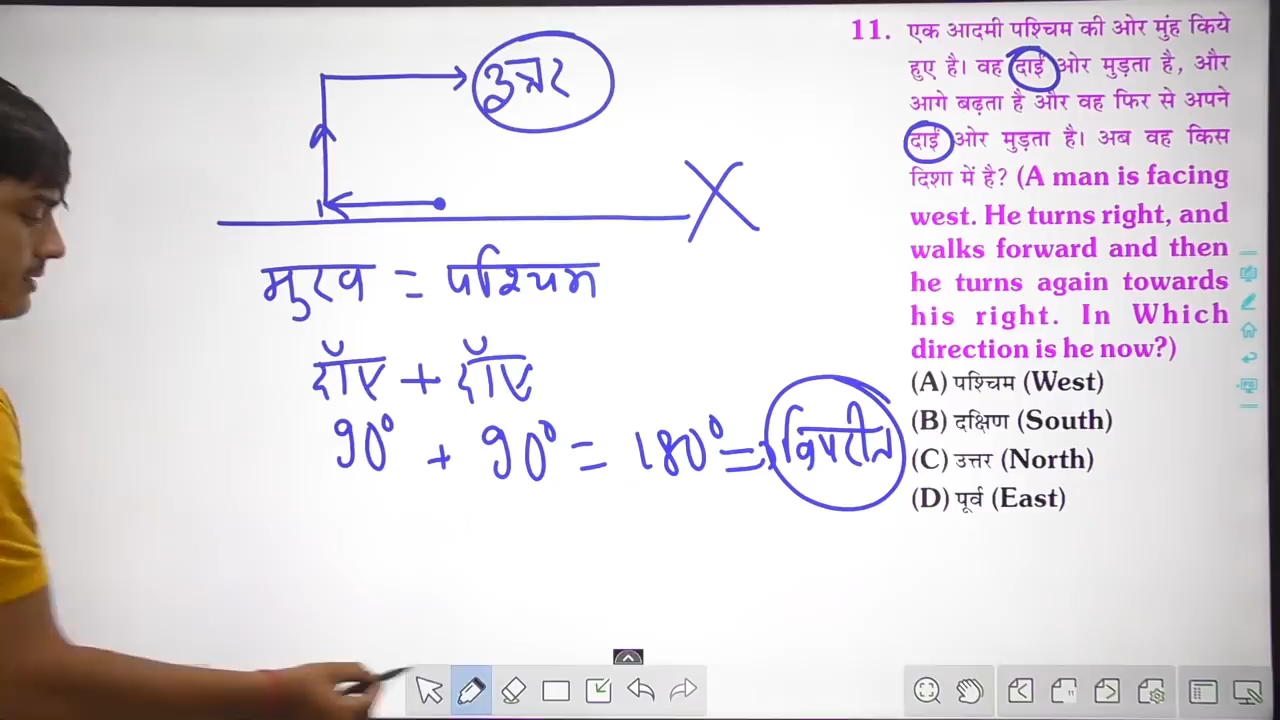 उत्तर
मुख = पश्चिम
दाॅए + दाॅए
90° + 90° = 180° = विपरीत
11. एक आदमी पश्चिम की ओर मुंह किये
हुए है। वह दाईं ओर मुड़ता है, और
आगे बढ़ता है और वह फिर से अपने
दाईं ओर मुड़ता है। अब वह किस
दिशा में है? (A man is facing
west. He turns right, and
walks forward and then
he turns again towards
his right. In Which
direction is he now?)
(A) पश्चिम (West)
(B) दक्षिण (South)
(C) उत्तर (North)
(D) पूर्व (East)